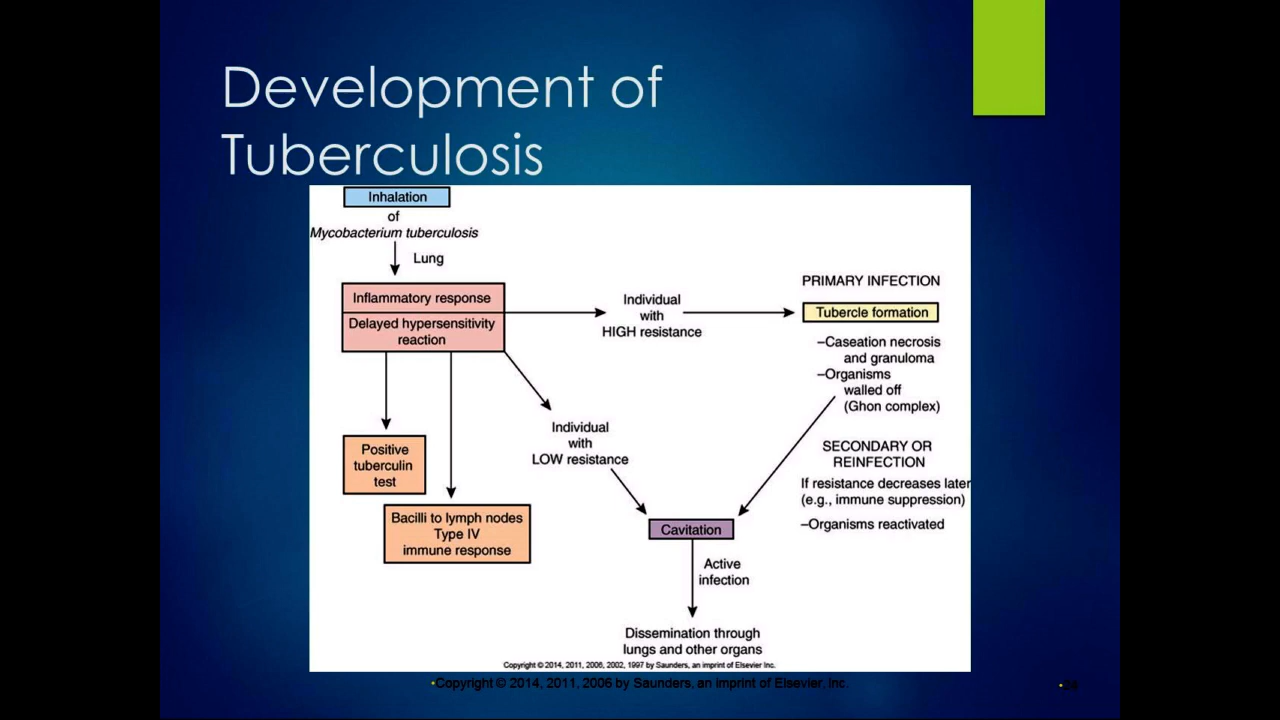 Development of
Tuberculosis
Inhalation
of
Mycobacterium tuberculosis
Lung
Inflammatory response
Delayed hypersensitivity
reaction
Individual
with
HIGH resistance
PRIMARY INFECTION
Tubercle formation
–Caseation necrosis
and granuloma
–Organisms
walled off
(Ghon complex)
Individual
with
LOW resistance
SECONDARY OR
REINFECTION
If resistance decreases later
(e.g., immune suppression)
–Organisms reactivated
Positive
tuberculin
test
Bacilli to lymph nodes
Type IV
immune response
Cavitation
Active
infection
Dissemination through
lungs and other organs
Copyright © 2014, 2011, 2006, 2002, 1997 by Saunders, an imprint of Elsevier Inc.
•Copyright © 2014, 2011, 2006 by Saunders, an imprint of Elsevier, Inc.